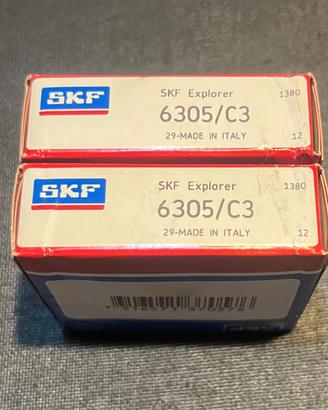 SKF
SKF Explorer
1380
6305/C3
29-MADE IN ITALY
12
SKF
SKF Explorer
1380
6305/C3
29-MADE IN ITALY
12
SKF